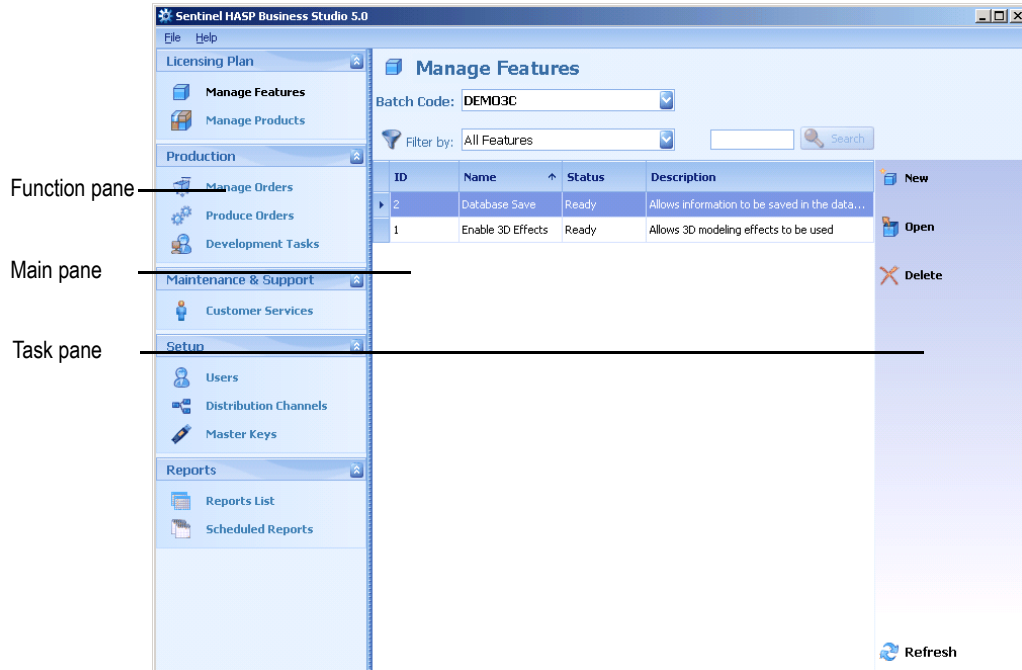 Sentinel HASP Business Studio 5.0
File Help
Licensing Plan
Manage Features
Manage Products
Production
Manage Orders
Produce Orders
Development Tasks
Maintenance & Support
Customer Services
Setup
Users
Distribution Channels
Master Keys
Reports
Reports List
Scheduled Reports
Function pane
Main pane
Task pane
Manage Features
Batch Code: DEMO3C
Filter by: All Features Search
ID Name Status Description
2 Database Save Ready Allows information to be saved in the data...
1 Enable 3D Effects Ready Allows 3D modeling effects to be used
New
Open
Delete
Refresh